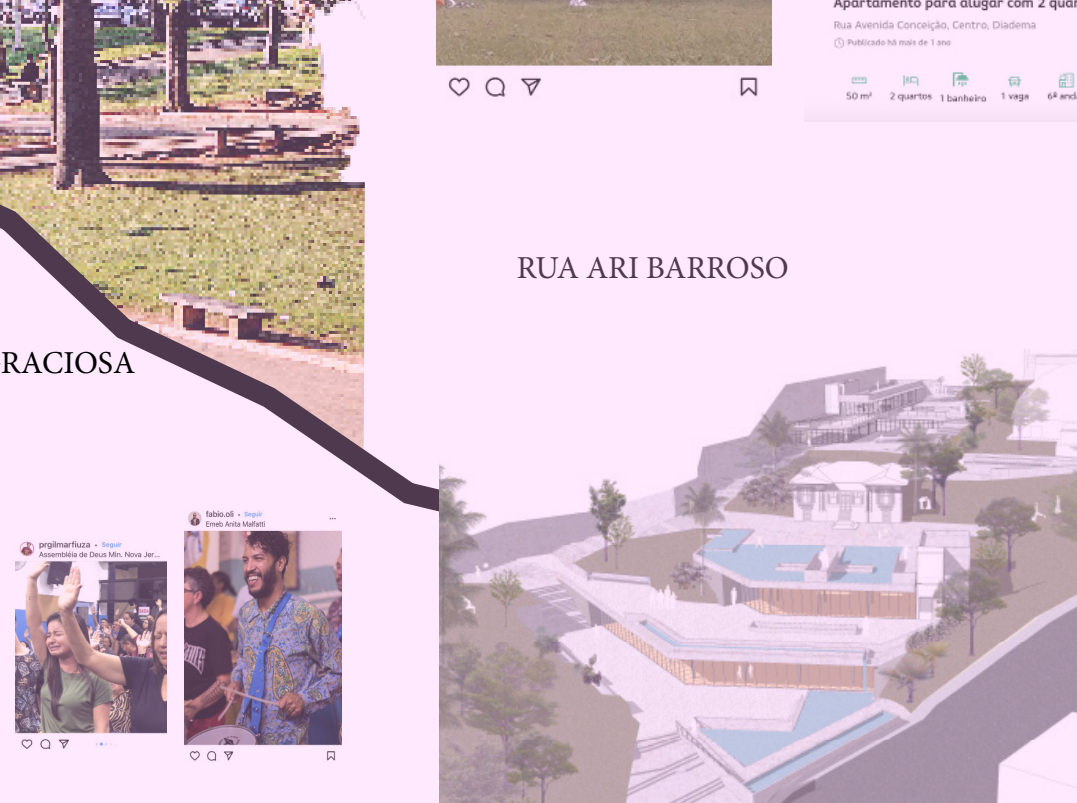 Apartamento para alugar com 2 quar
Rua Avenida Conceição, Centro, Diadema
Publicado há mais de 1 ano
50 m² 2 quartos 1 banheiro 1 vaga 6º anda
RUA ARI BARROSO
RACIOSA
fabio.oli • Seguir
Emeb Anita Malfatti
prgilmarfiuza • Seguir
Assembléia de Deus Min. Nova Jer...